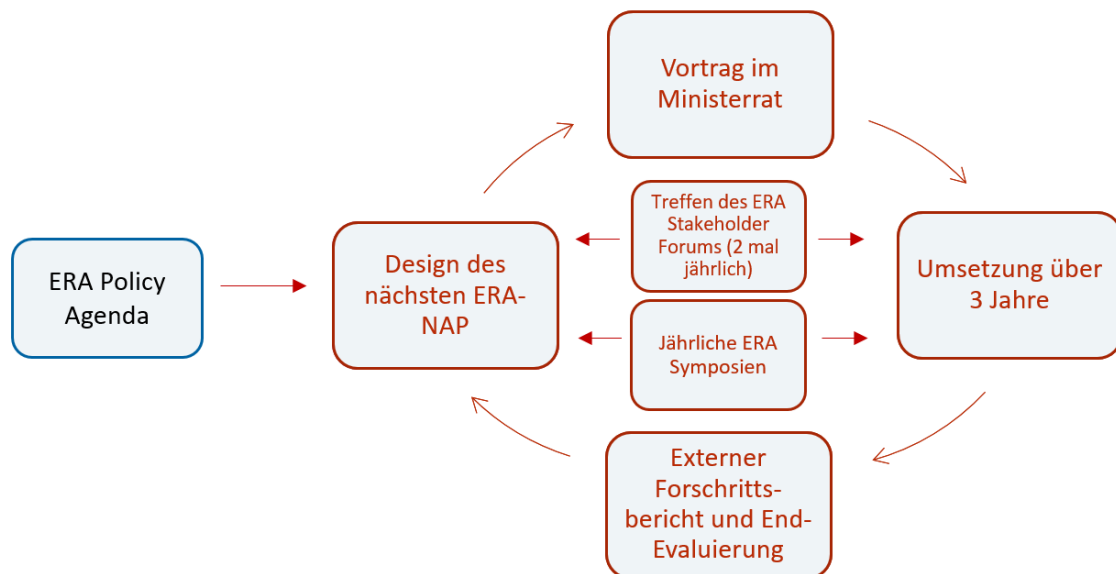 Vortrag im
Ministerrat
Treffen des ERA
Stakeholder
Forums (2 mal
jährlich)
ERA Policy
Agenda
Design des
nächsten ERA-
NAP
Umsetzung über
3 Jahre
Jährliche ERA
Symposien
Externer
Forschritts-
bericht und End-
Evaluierung